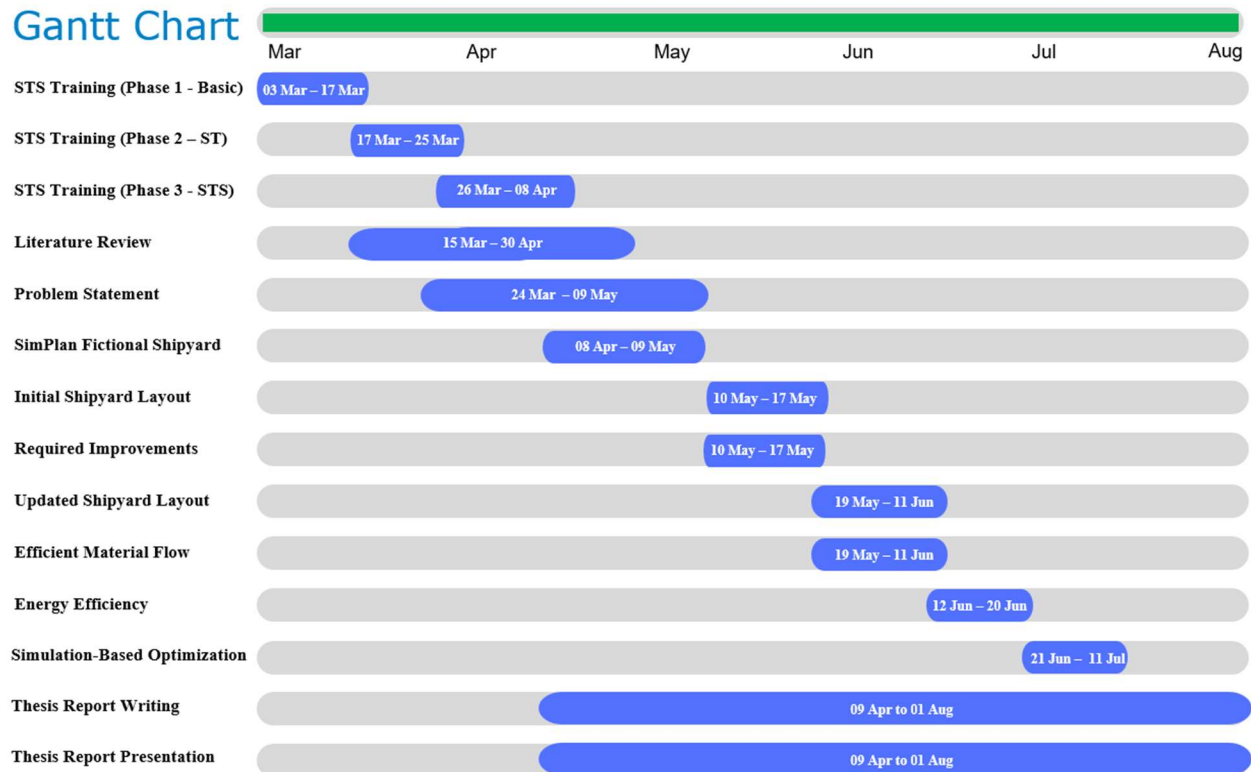 Gantt Chart
Mar Apr May Jun Jul Aug
STS Training (Phase 1 - Basic) 03 Mar – 17 Mar
STS Training (Phase 2 – ST) 17 Mar – 25 Mar
STS Training (Phase 3 - STS) 26 Mar – 08 Apr
Literature Review 15 Mar – 30 Apr
Problem Statement 24 Mar – 09 May
SimPlan Fictional Shipyard 08 Apr – 09 May
Initial Shipyard Layout 10 May – 17 May
Required Improvements 10 May – 17 May
Updated Shipyard Layout 19 May – 11 Jun
Efficient Material Flow 19 May – 11 Jun
Energy Efficiency 12 Jun – 20 Jun
Simulation-Based Optimization 21 Jun – 11 Jul
Thesis Report Writing 09 Apr to 01 Aug
Thesis Report Presentation 09 Apr to 01 Aug